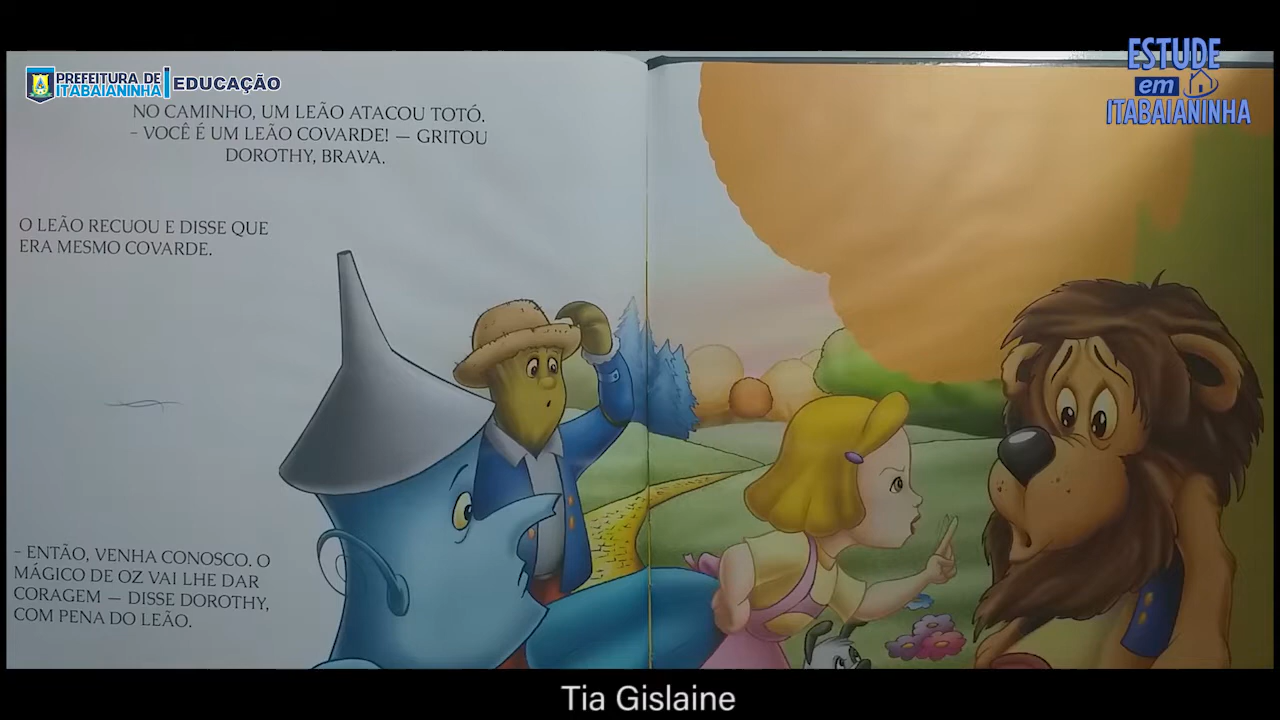 PREFEITURA DE
ITABAIANINHA
EDUCAÇÃO
ESTUDE
em
ITABAIANINHA
NO CAMINHO, UM LEÃO ATACOU TOTÓ.
– VOCÊ É UM LEÃO COVARDE! — GRITOU
DOROTHY, BRAVA.
O LEÃO RECUOU E DISSE QUE
ERA MESMO COVARDE.
– ENTÃO, VENHA CONOSCO. O
MÁGICO DE OZ VAI LHE DAR
CORAGEM — DISSE DOROTHY,
COM PENA DO LEÃO.
Tia Gislaine